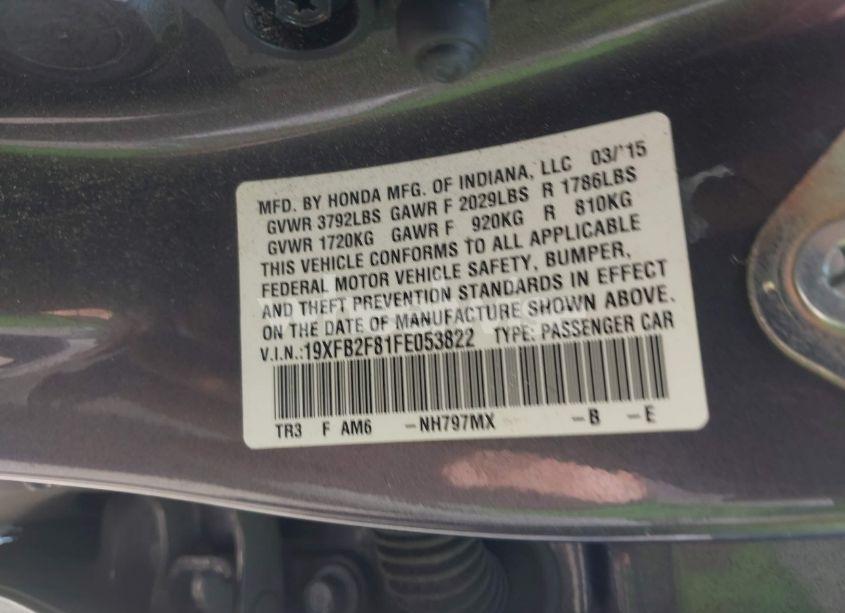 MFD. BY HONDA MFG. OF INDIANA, LLC 03/'15
GVWR 3792LBS GAWR F 2029LBS R 1786LBS
GVWR 1720KG GAWR F 920KG R 810KG
THIS VEHICLE CONFORMS TO ALL APPLICABLE
FEDERAL MOTOR VEHICLE SAFETY, BUMPER,
AND THEFT PREVENTION STANDARDS IN EFFECT
ON THE DATE OF MANUFACTURE SHOWN ABOVE.
V.I.N.:19XFB2F81FE053822 TYPE: PASSENGER CAR
TR3 F AM6 -NH797MX -B -E